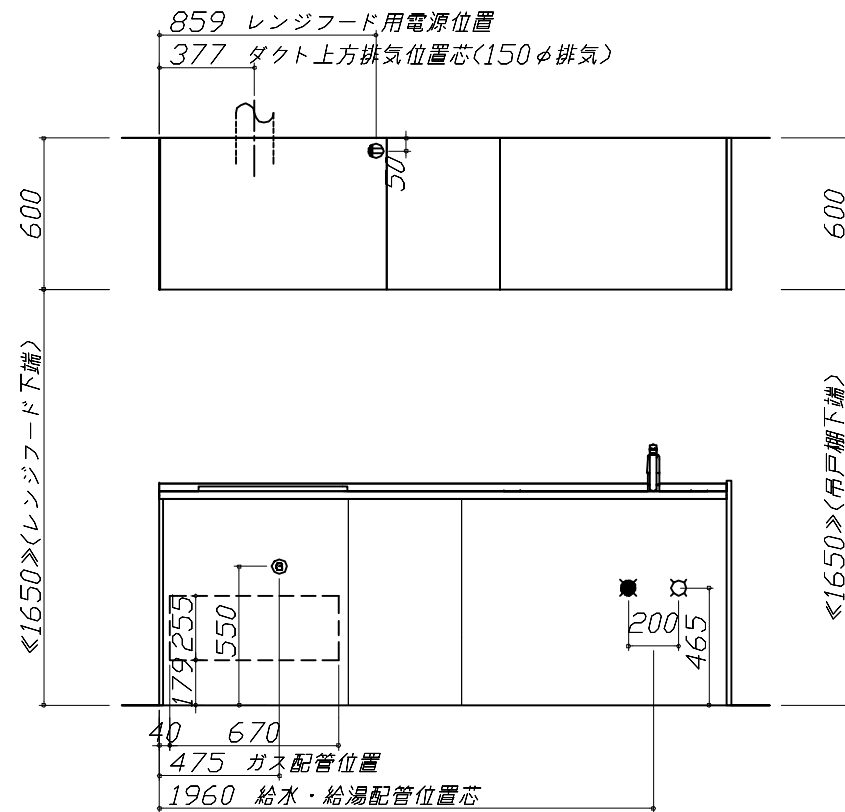 859 レンジフード用電源位置
377 ダクト上方排気位置芯(150φ排気)
50
600
600
≪1650≫(レンジフード下端)
≪1650≫(吊戸棚下端)
550
255
179
200
465
40
670
475 ガス配管位置
1960 給水・給湯配管位置芯